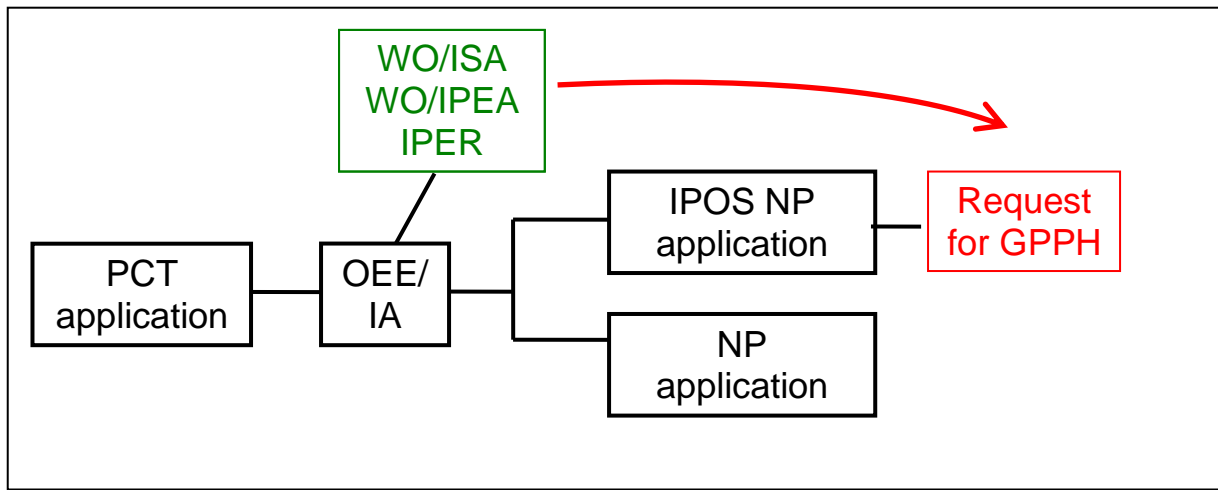 WO/ISA
WO/IPEA
IPER
PCT
application
OEE/
IA
IPOS NP
application
Request
for GPPH
NP
application